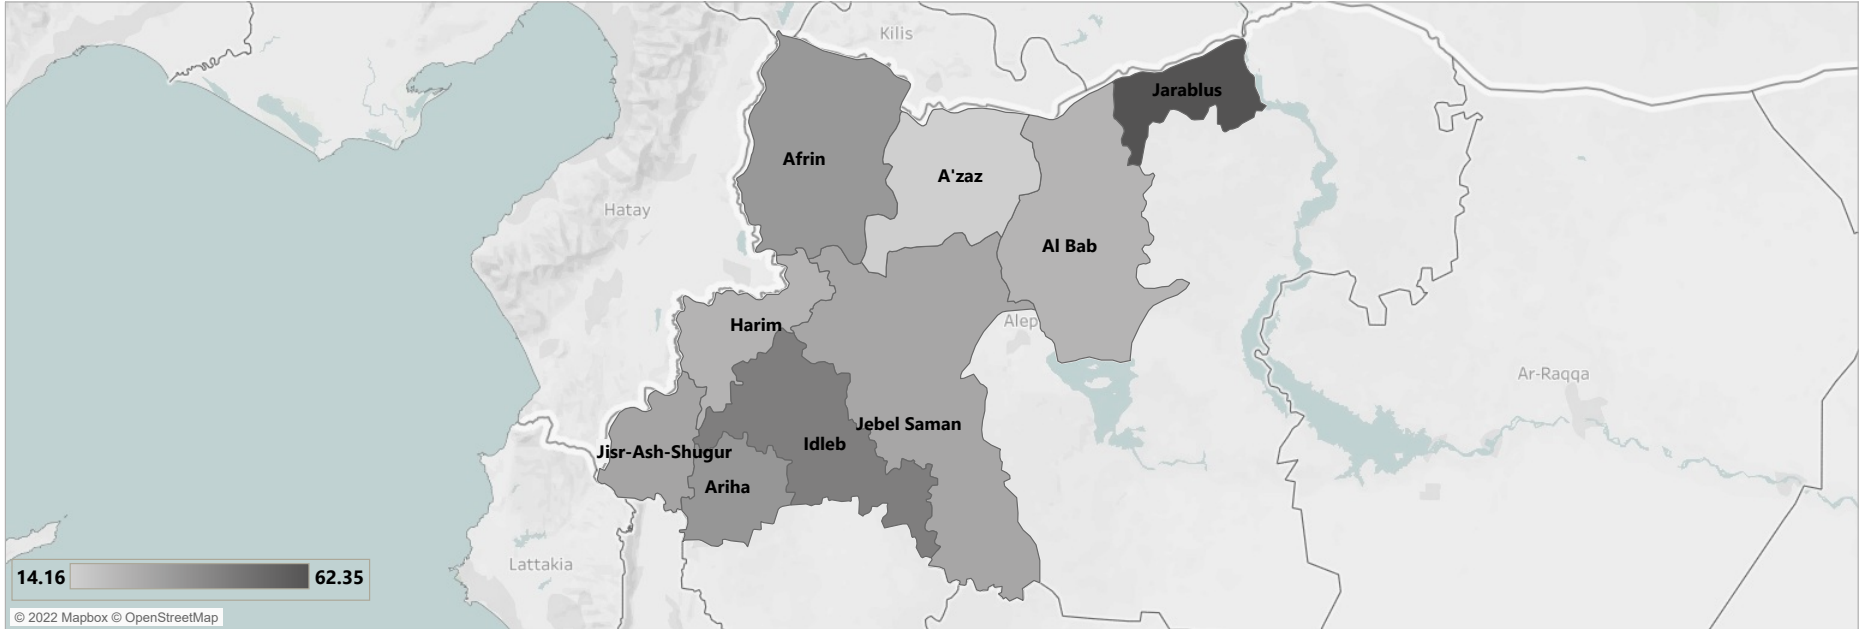 Kilis
Jarablus
Afrin
A'zaz
Hatay
Al Bab
Harim
Alep
Ar-Raqqa
Jebel Saman
Idleb
Jisr-Ash-Shugur
Ariha
Lattakia
14.16
62.35
© 2022 Mapbox © OpenStreetMap